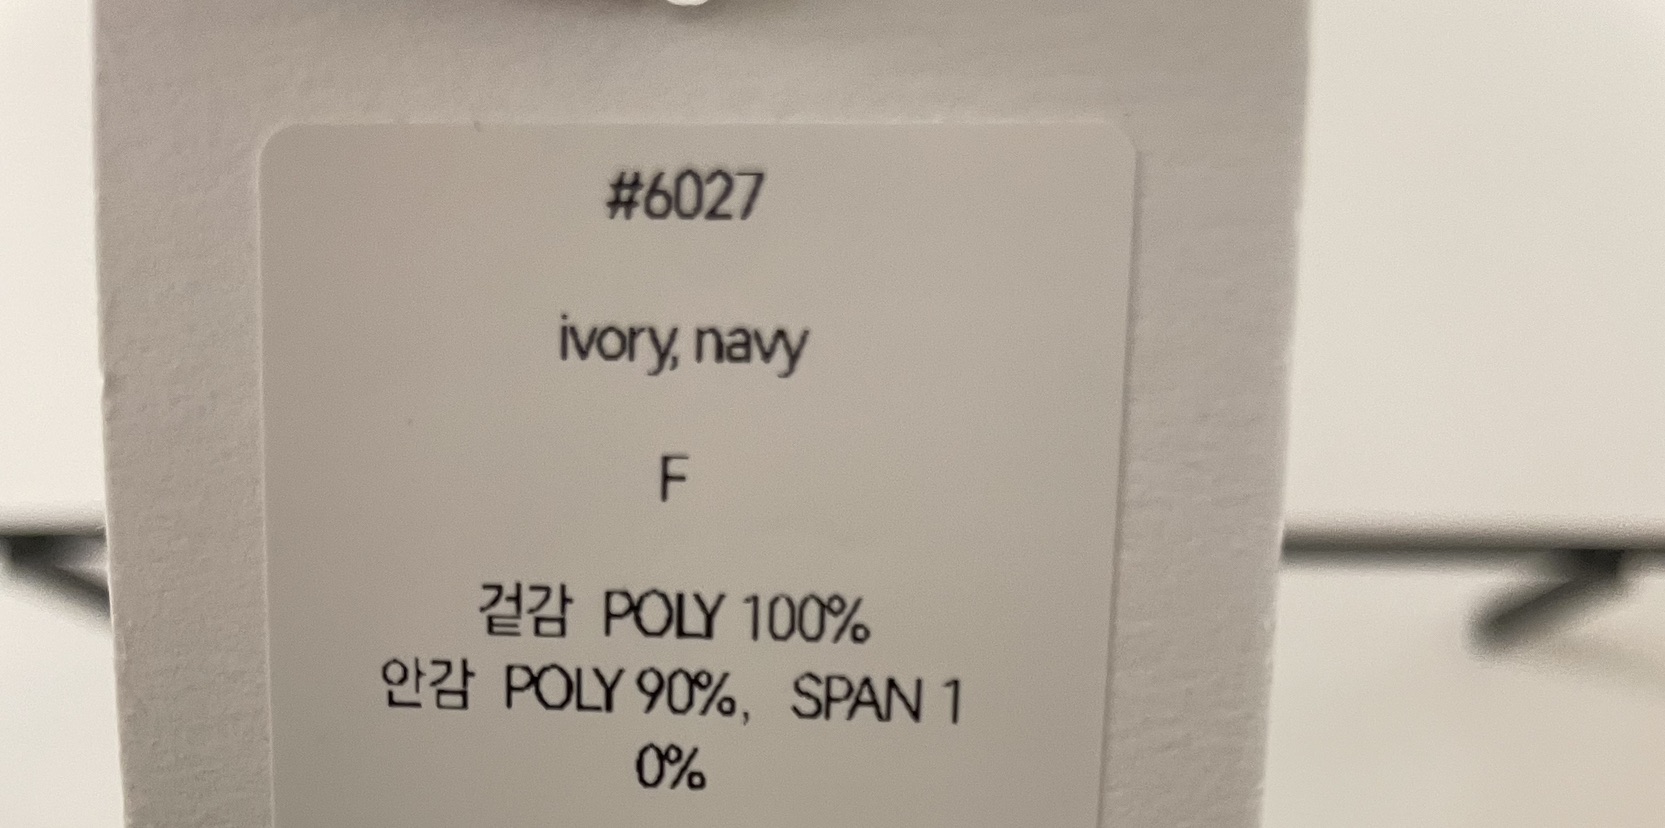 #6027
ivory, navy
F
겉감 POLY 100%
안감 POLY 90%, SPAN 1
0%